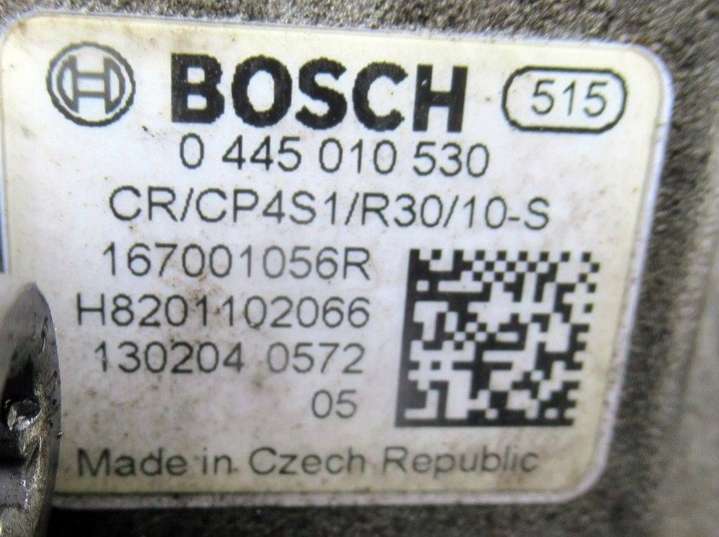 BOSCH 515
0 445 010 530
CR/CP4S1/R30/10-S
167001056R
H8201102066
130204 0572
05
Made in Czech Republic